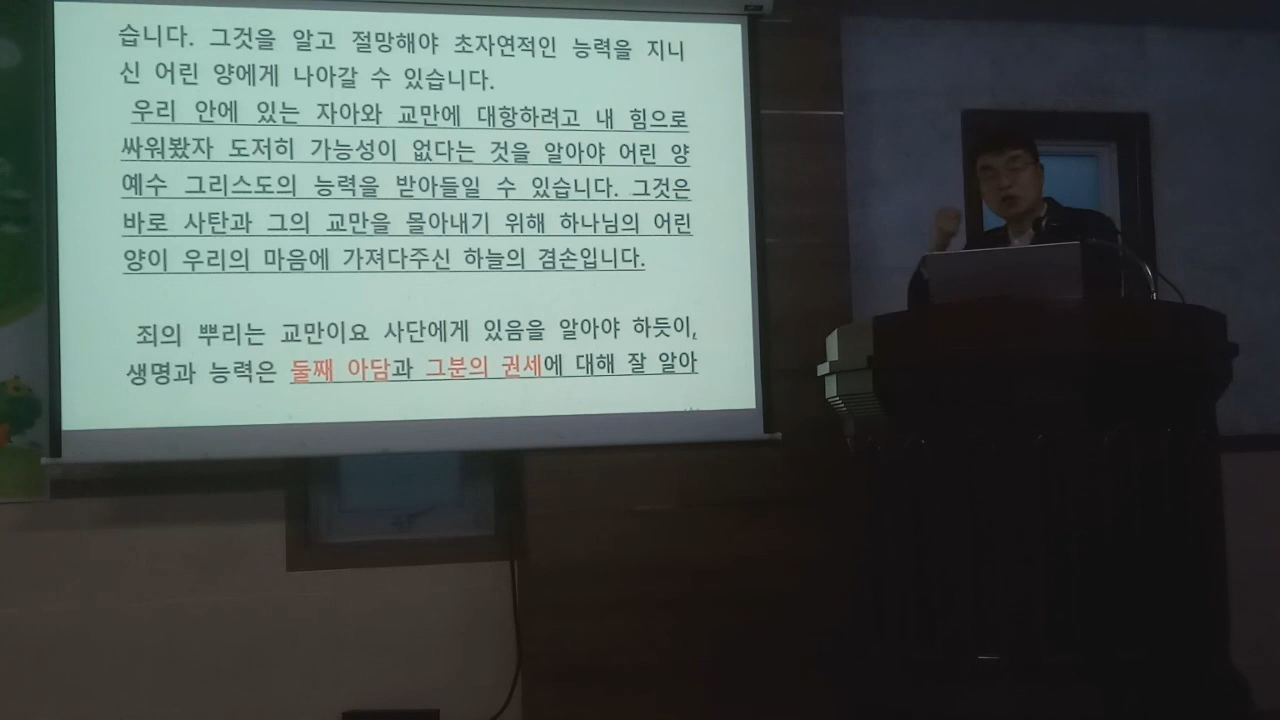 습니다. 그것을 알고 절망해야 초자연적인 능력을 지니
신 어린 양에게 나아갈 수 있습니다.
우리 안에 있는 자아와 교만에 대항하려고 내 힘으로
싸워봤자 도저히 가능성이 없다는 것을 알아야 어린 양
예수 그리스도의 능력을 받아들일 수 있습니다. 그것은
바로 사탄과 그의 교만을 몰아내기 위해 하나님의 어린
양이 우리의 마음에 가져다주신 하늘의 겸손입니다.
죄의 뿌리는 교만이요 사단에게 있음을 알아야 하듯이,
생명과 능력은 둘째 아담과 그분의 권세에 대해 잘 알아